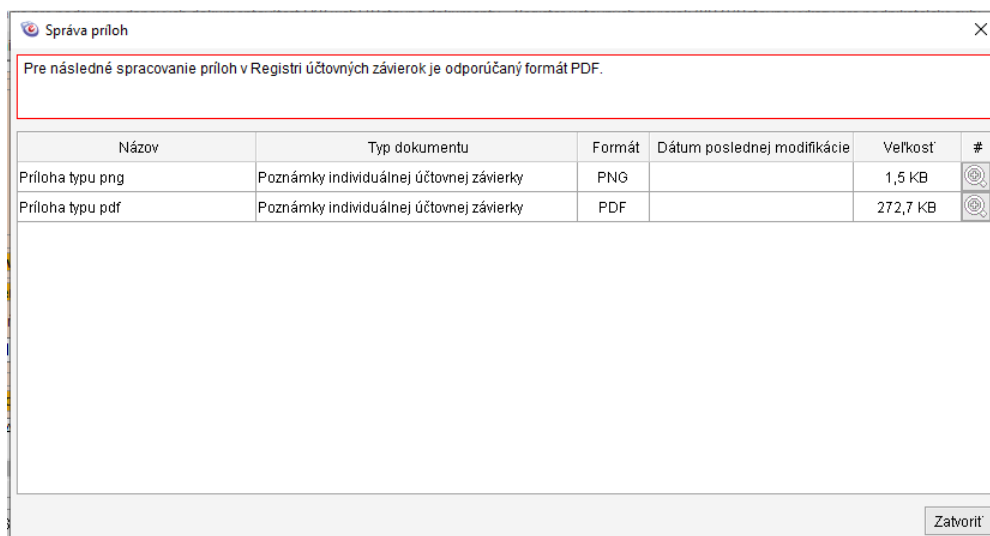 Správa príloh
Pre následné spracovanie príloh v Registri účtovných závierok je odporúčaný formát PDF.
Názov Typ dokumentu Formát Dátum poslednej modifikácie Veľkosť #
Príloha typu png Poznámky individuálnej účtovnej závierky PNG 1,5 KB
Príloha typu pdf Poznámky individuálnej účtovnej závierky PDF 272,7 KB
Zatvoriť